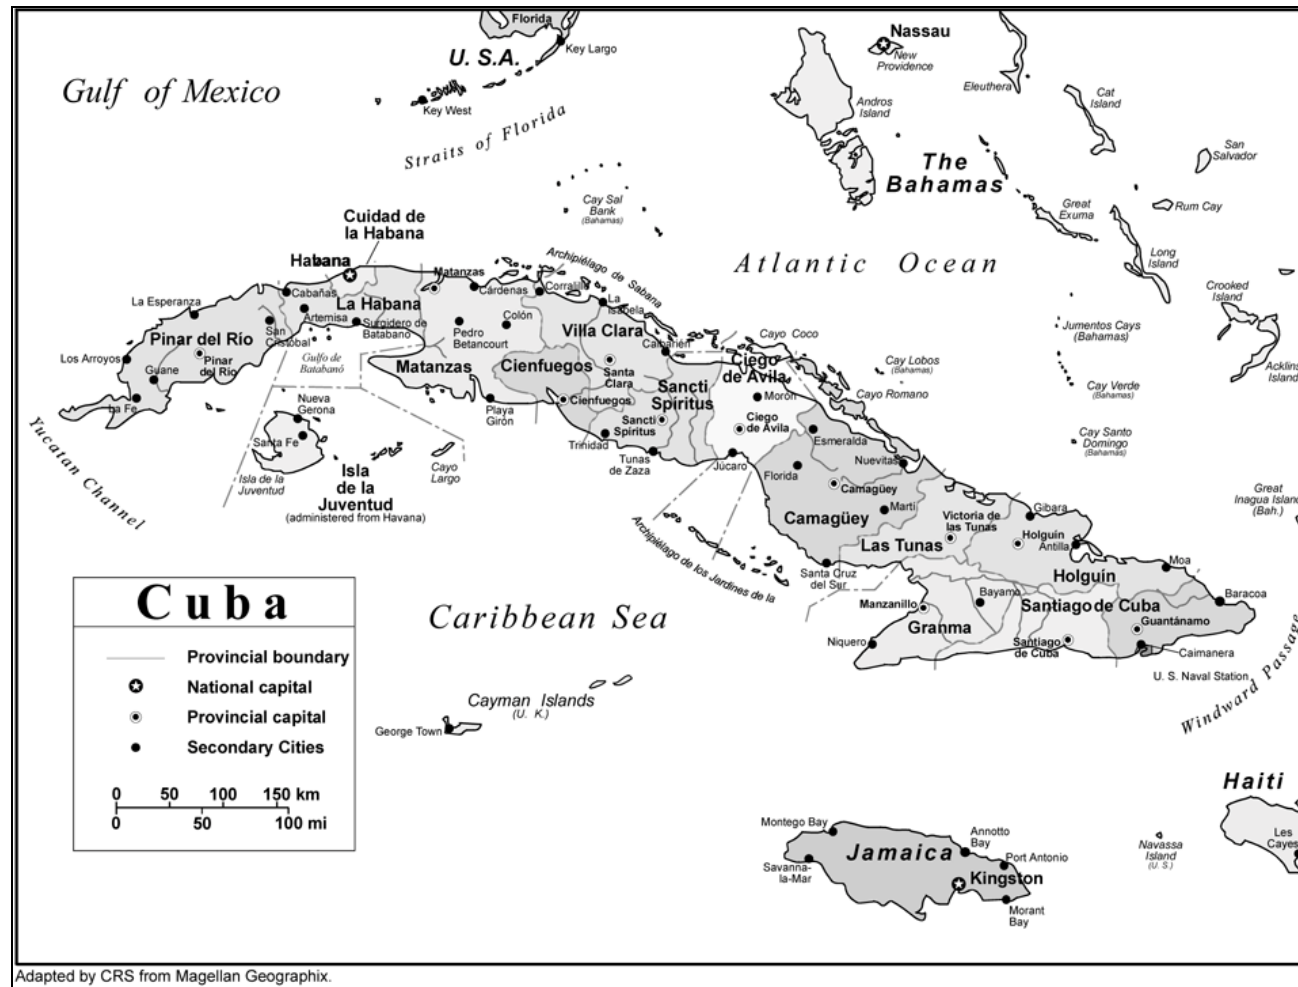 Florida
Key Largo
U. S.A.
Key West
Gulf of Mexico
Straits of Florida
Nassau
New
Providence
Eleuthera
Cat
Island
Andros
Island
San
Salvador
The
Bahamas
Great
Exuma
Rum Cay
Long
Island
Cay Sal
Bank
(Bahamas)
Atlantic Ocean
Crooked
Island
Acklins
Island
Jumentos Cays
(Bahamas)
Cay Lobos
(Bahamas)
Cay Verde
(Bahamas)
Cay Santo
Domingo
(Bahamas)
Great
Inagua Island
(Bah.)
Cuidad de
la Habana
Habana
Cabañas
La Habana
Artemisa
Surgidero de
Batabano
La Esperanza
Pinar del Río
San
Cristóbal
Pinar
del Rio
Los Arroyos
Guane
La Fe
Yucatan Channel
Gulfo de
Batabanó
Matanzas
Cárdenas
Corralillo
Archipiélago de Sabana
La
Isabela
Colón
Pedro
Betancourt
Matanzas
Villa Clara
Caibarién
Santa
Clara
Cienfuegos
Cienfuegos
Playa
Girón
Sancti
Spíritus
Sancti
Spíritus
Trinidad
Tunas
de Zaza
Cayo Coco
Ciego
de Avila
Morón
Ciego
de Avila
Júcaro
Cayo Romano
Esmeralda
Florida
Nuevitas
Camagüey
Martí
Camagüey
Santa Cruz
del Sur
Archipiélago de los Jardines de la
Nueva
Gerona
Santa Fe
Isla de la
Juventud
Isla
de la
Juventud
(administered from Havana)
Cayo
Largo
Victoria de
las Tunas
Las Tunas
Gibara
Holguín
Antilla
Holguín
Moa
Baracoa
Manzanillo
Bayamo
Granma
Niquero
Santiago de Cuba
Santiago
de Cuba
Guantánamo
Caimanera
U. S. Naval Station
Windward Passage
Caribbean Sea
Cayman Islands
(U. K.)
George Town
Cuba
Provincial boundary
National capital
Provincial capital
Secondary Cities
0 50 100 150 km
0 50 100 mi
Montego Bay
Savanna-
la-Mar
Jamaica
Annotto
Bay
Port Antonio
Kingston
Morant
Bay
Navassa
Island
(U. S.)
Haiti
Les
Cayes
Adapted by CRS from Magellan Geographix.